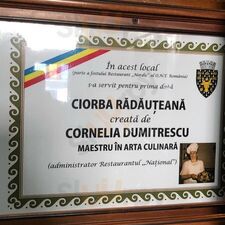 În acest local
(parte a fostului Restaurant „Nordic” al O.N.T. România)
s-a servit pentru prima dată
CIORBA RĂDĂUȚEANĂ
creată de
CORNELIA DUMITRESCU
MAESTRU ÎN ARTA CULINARĂ
(administrator Restaurantul „Național”)